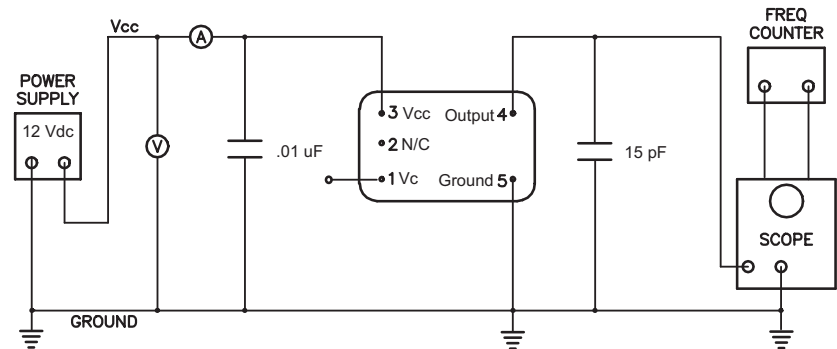 FREQ
COUNTER
Vcc
A
POWER
SUPPLY
12 Vdc
V
.01 uF
3 Vcc
Output 4
2 N/C
1 Vc
Ground 5
15 pF
SCOPE
GROUND